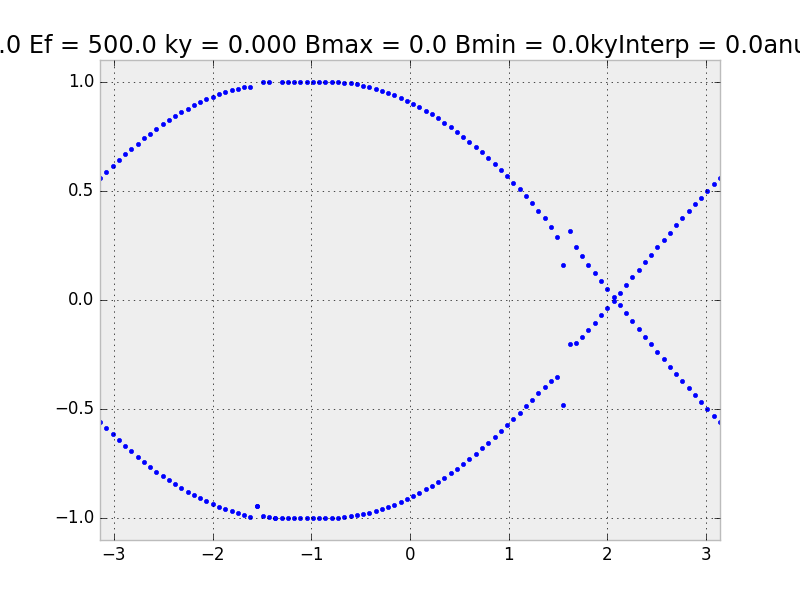 .0 Ef = 500.0 ky = 0.000 Bmax = 0.0 Bmin = 0.0kyInterp = 0.0anu
1.0
0.5
0.0
−0.5
−1.0
−3 −2 −1 0 1 2 3